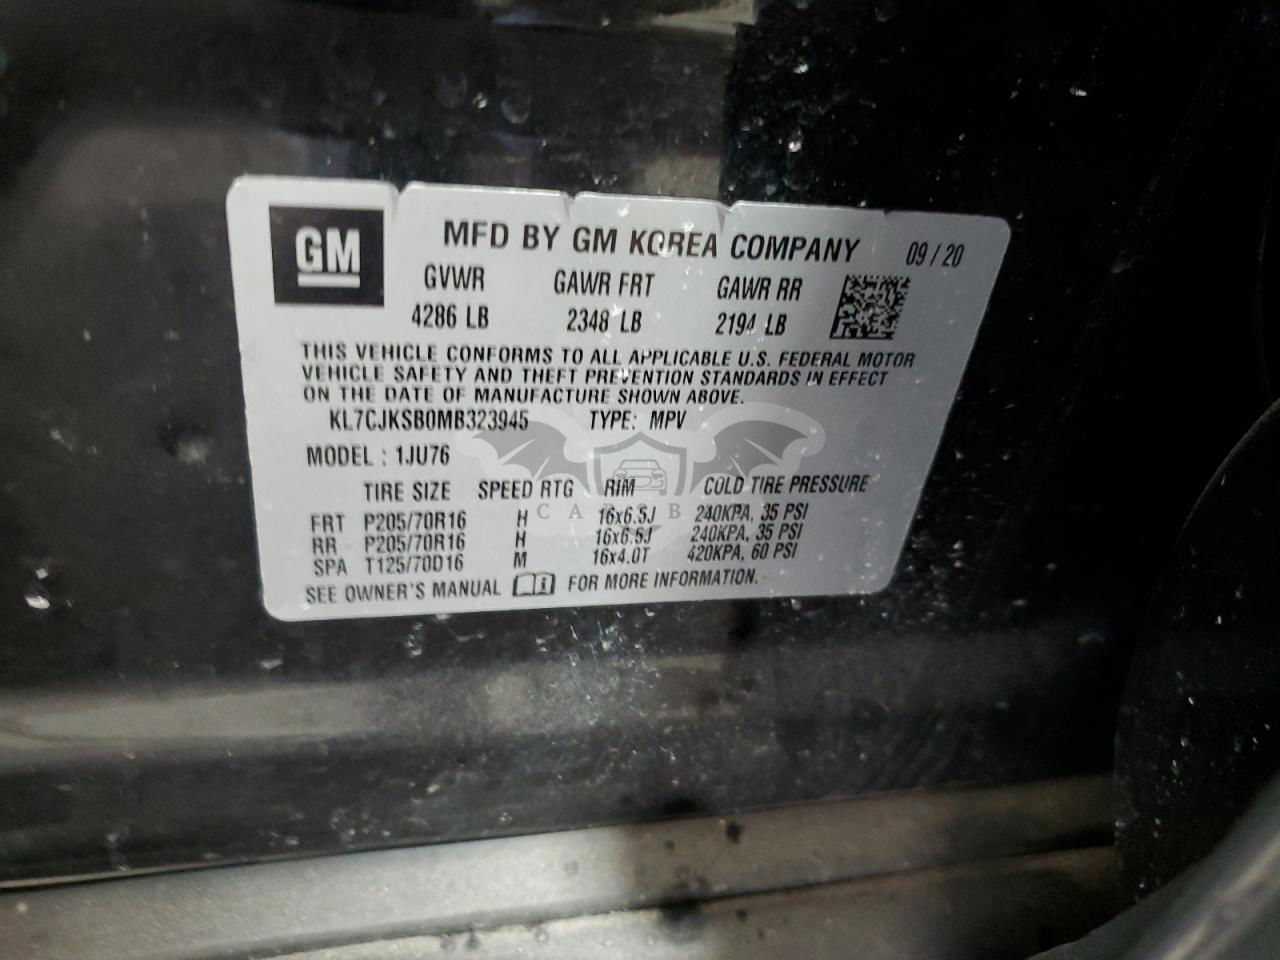 GM
MFD BY GM KOREA COMPANY 09 / 20
GVWR GAWR FRT GAWR RR
4286 LB 2348 LB 2194 LB
THIS VEHICLE CONFORMS TO ALL APPLICABLE U.S. FEDERAL MOTOR
VEHICLE SAFETY AND THEFT PREVENTION STANDARDS IN EFFECT
ON THE DATE OF MANUFACTURE SHOWN ABOVE.
KL7CJKSB0MB323945 TYPE: MPV
MODEL : 1JU76
TIRE SIZE SPEED RTG RIM COLD TIRE PRESSURE
FRT P205/70R16 H 16x6.5J 240KPA, 35 PSI
RR P205/70R16 H 16x6.5J 240KPA, 35 PSI
SPA T125/70D16 M 16x4.0T 420KPA, 60 PSI
SEE OWNER'S MANUAL FOR MORE INFORMATION.